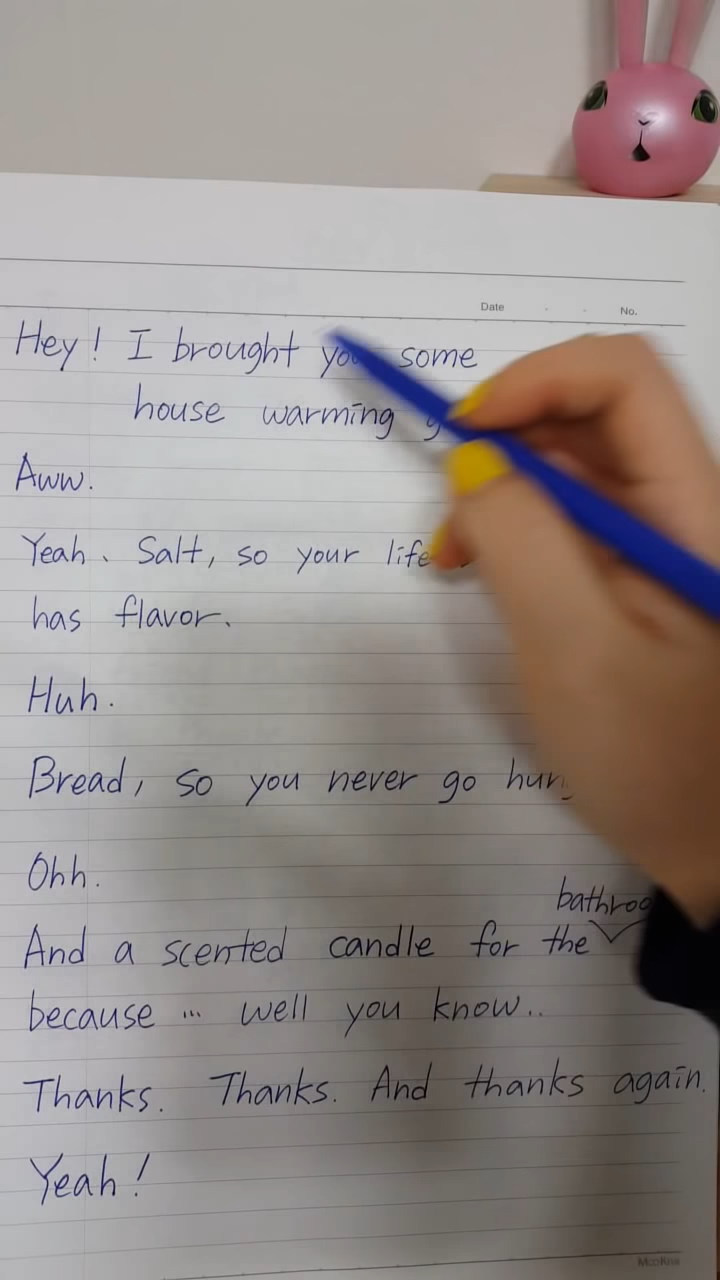 Date . . No.
Hey! I brought you some
house warming
Aww.
Yeah. Salt, so your life
has flavor.
Huh.
Bread, so you never go
Ohh.
And a scented candle for the
because ... well you know..
Thanks. Thanks. And thanks again.
Yeah!